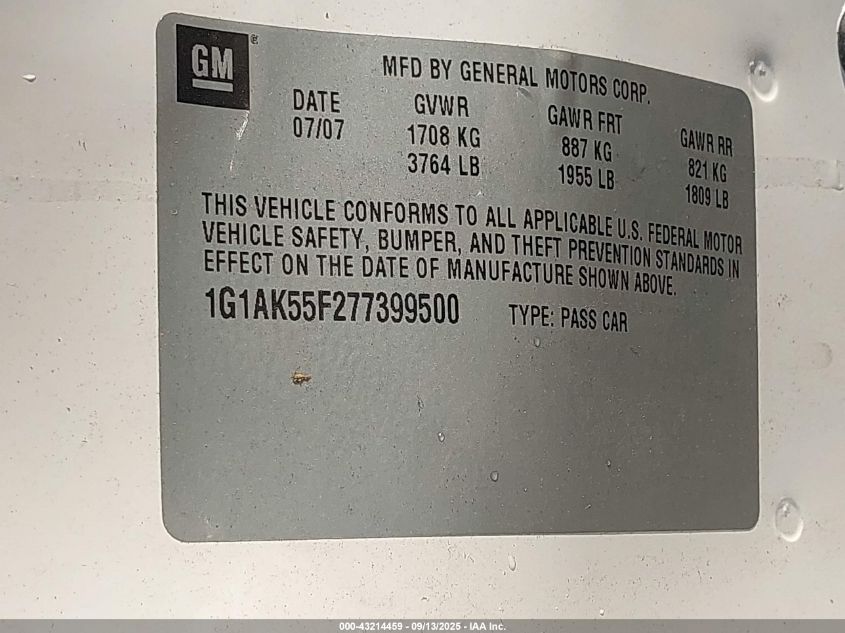 GM
MFD BY GENERAL MOTORS CORP.
DATE GVWR GAWR FRT GAWR RR
07/07 1708 KG 887 KG 821 KG
3764 LB 1955 LB 1809 LB
THIS VEHICLE CONFORMS TO ALL APPLICABLE U.S. FEDERAL MOTOR
VEHICLE SAFETY, BUMPER, AND THEFT PREVENTION STANDARDS IN
EFFECT ON THE DATE OF MANUFACTURE SHOWN ABOVE.
1G1AK55F277399500 TYPE: PASS CAR
000-43214459 - 09/13/2025 - IAA Inc.